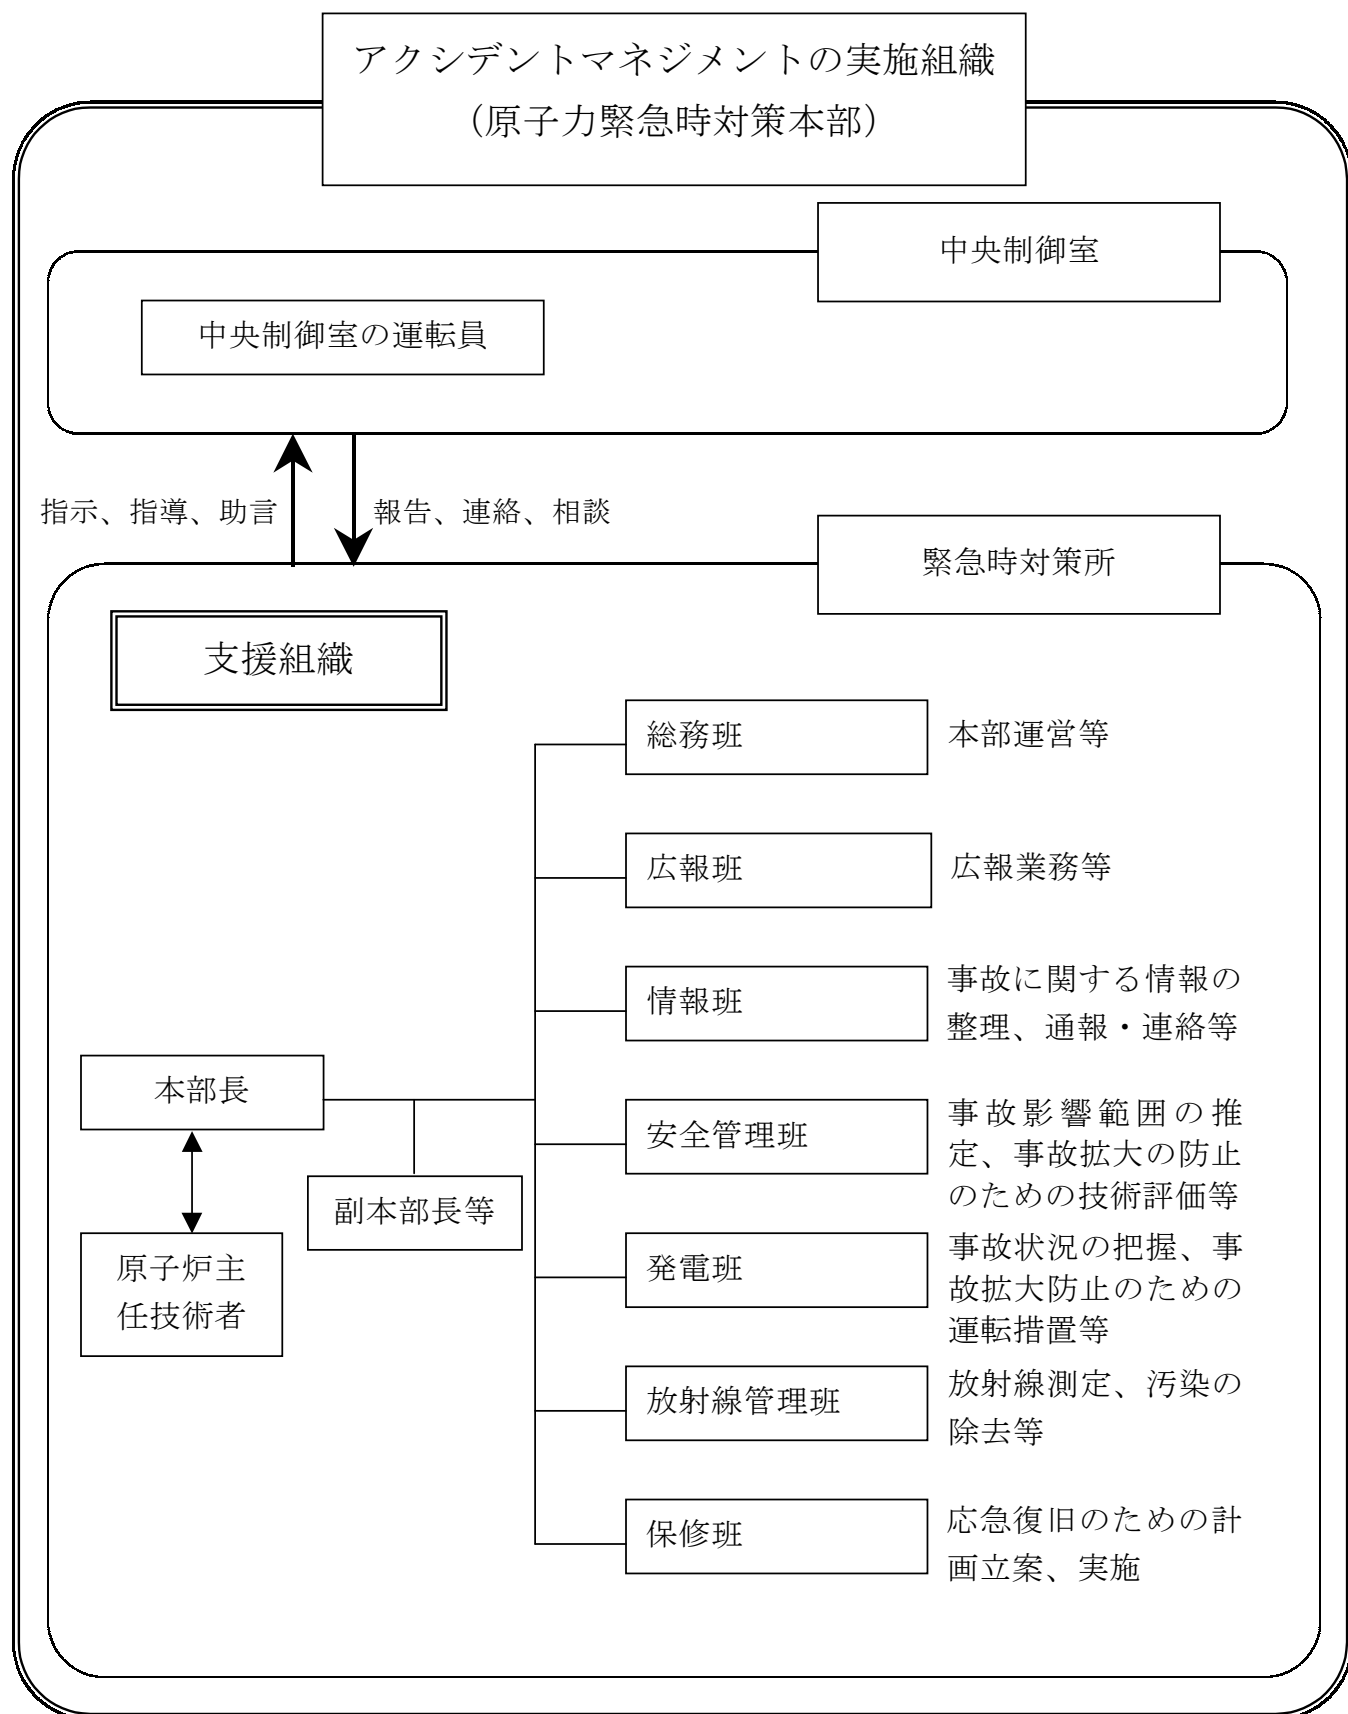 アクシデントマネジメントの実施組織
（原子力緊急時対策本部）
中央制御室
中央制御室の運転員
指示、指導、助言
報告、連絡、相談
緊急時対策所
支援組織
総務班
本部運営等
広報班
広報業務等
情報班
事故に関する情報の
整理、通報・連絡等
本部長
安全管理班
事故影響範囲の推
定、事故拡大の防止
のための技術評価等
副本部長等
原子炉主
任技術者
発電班
事故状況の把握、事
故拡大防止のための
運転措置等
放射線管理班
放射線測定、汚染の
除去等
保修班
応急復旧のための計
画立案、実施